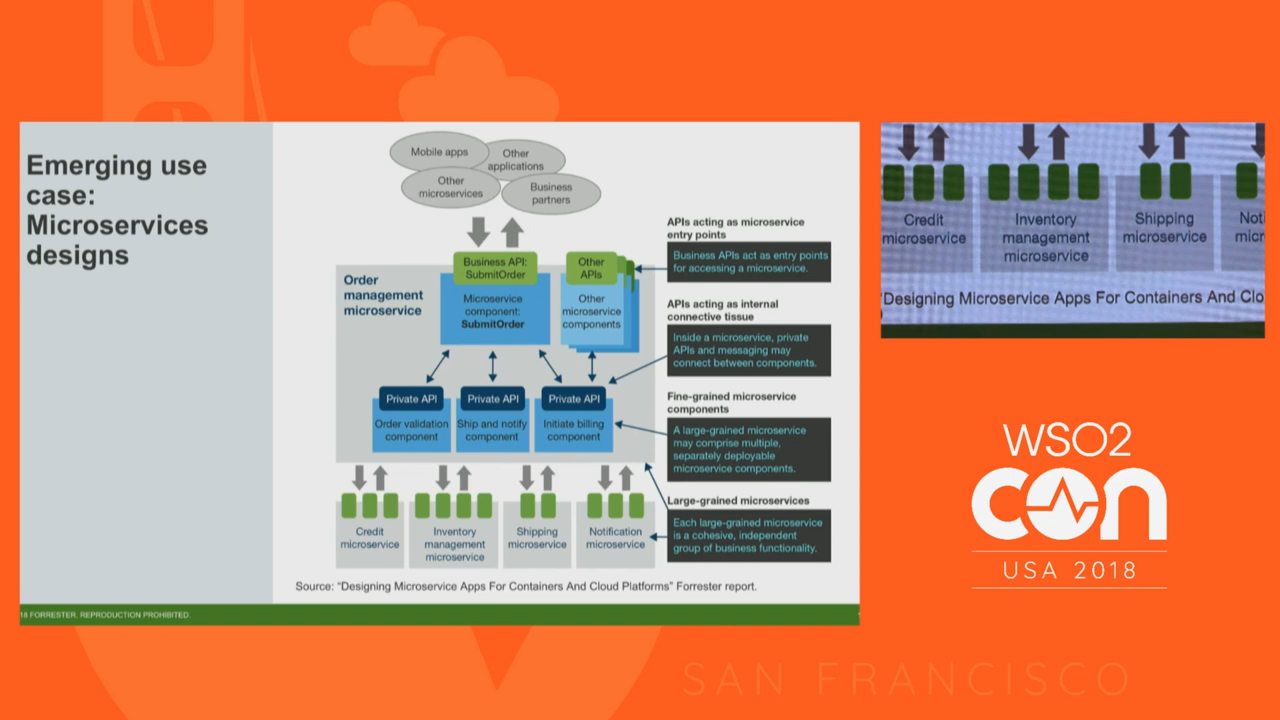 Emerging use
case:
Microservices
designs
Mobile apps
Other
applications
Other
microservices
Business
partners
Business API:
SubmitOrder
Other
APIs
Order
management
microservice
Microservice
component:
SubmitOrder
Other
microservice
components
Private API
Private API
Private API
Order validation
component
Ship and notify
component
Initiate billing
component
Credit
microservice
Inventory
management
microservice
Shipping
microservice
Notification
microservice
APIs acting as microservice
entry points
Business APIs act as entry points
for accessing a microservice.
APIs acting as internal
connective tissue
Inside a microservice, private
APIs and messaging may
connect between components.
Fine-grained microservice
components
A large-grained microservice
may comprise multiple,
separately deployable
microservice components.
Large-grained microservices
Each large-grained microservice
is a cohesive, independent
group of business functionality.
Source: “Designing Microservice Apps For Containers And Cloud Platforms” Forrester report.
18 FORRESTER. REPRODUCTION PROHIBITED.
Credit
microservice
Inventory
management
microservice
Shipping
microservice
Noti
micr
"Designing Microservice Apps For Containers And Clo
WSO2
con
USA 2018
SAN FRANCISCO